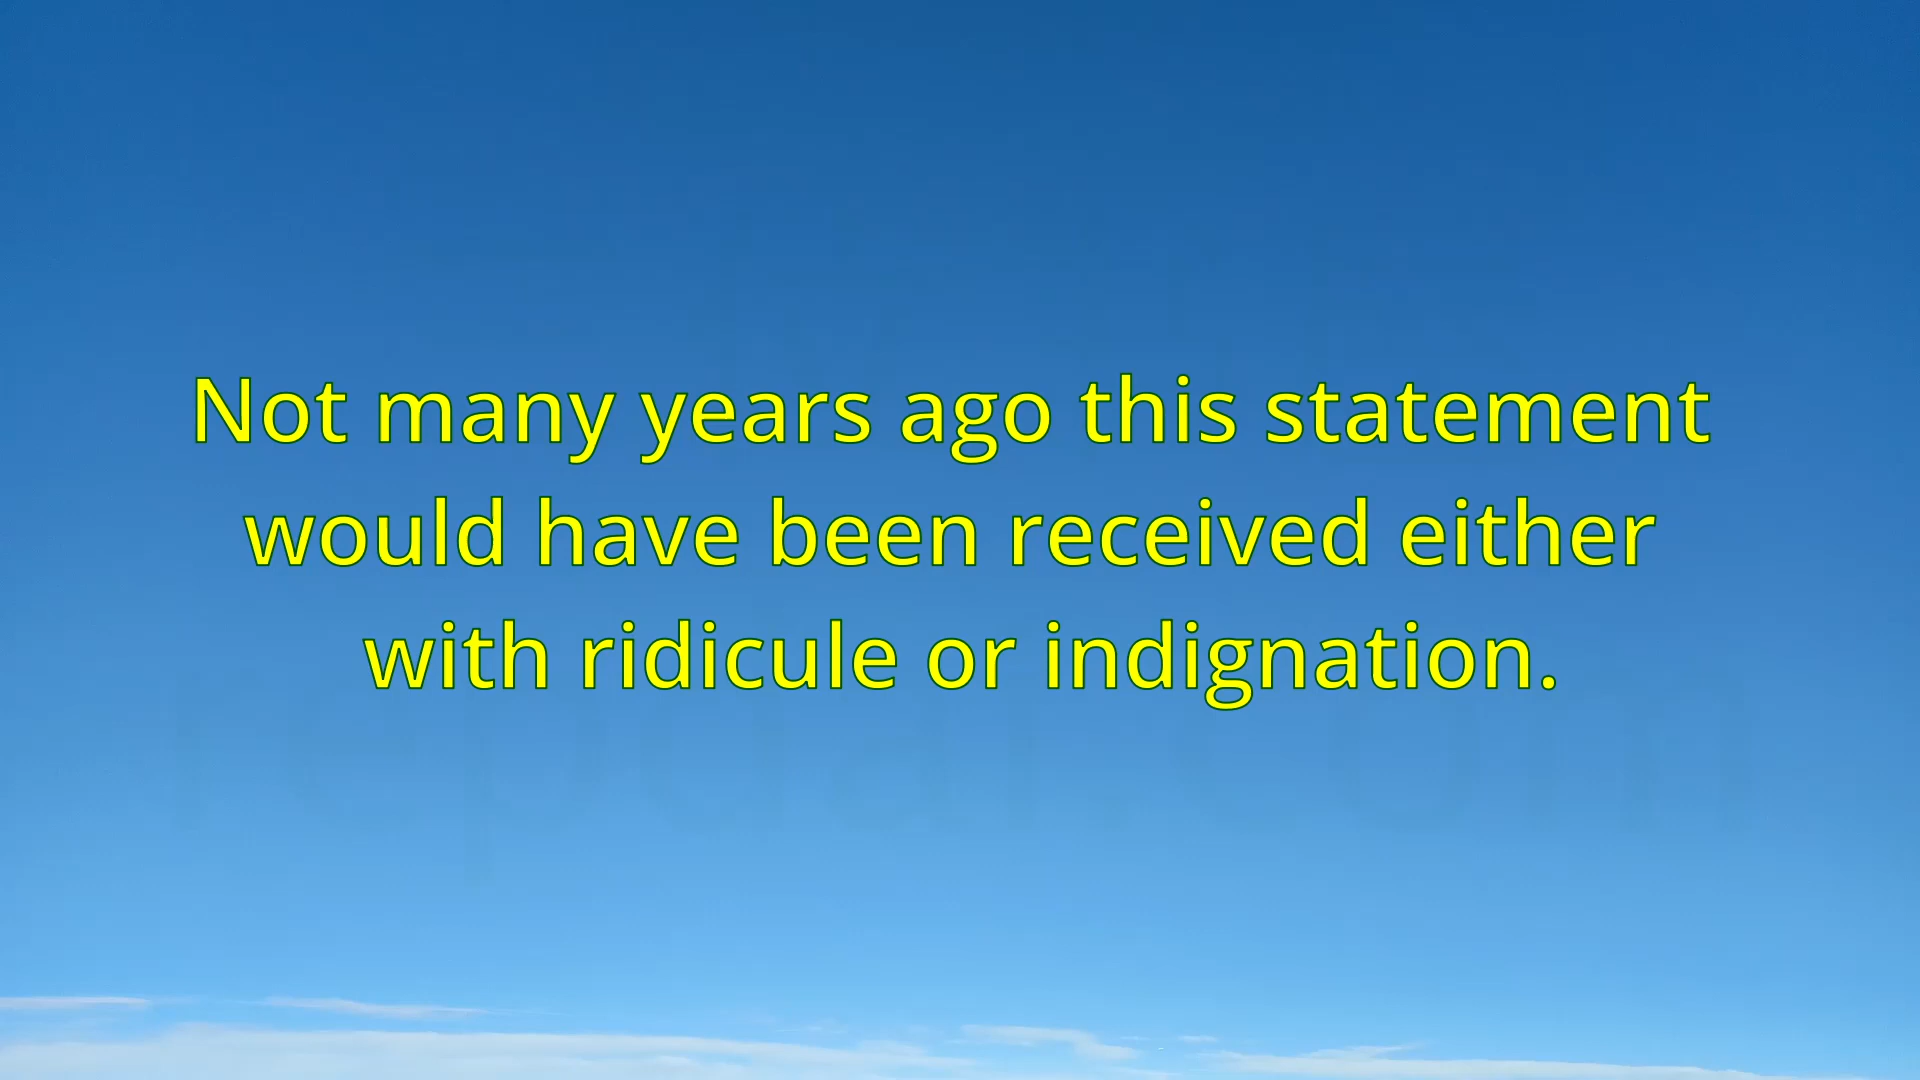 Not many years ago this statement
would have been received either
with ridicule or indignation.